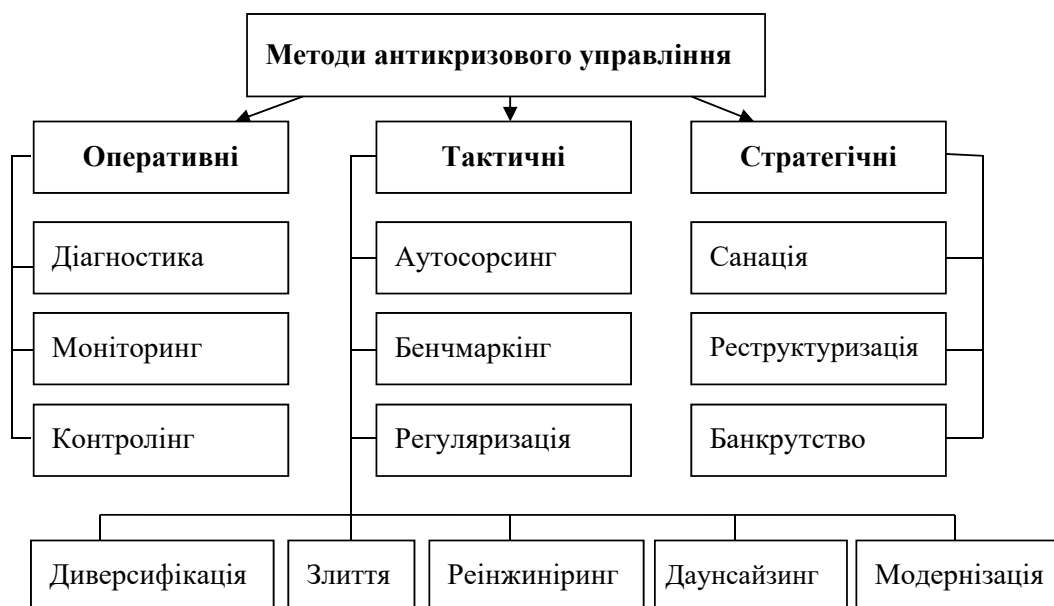 Методи антикризового управління
Оперативні
Тактичні
Стратегічні
Діагностика
Аутосорсинг
Санація
Моніторинг
Бенчмаркінг
Реструктуризація
Контролінг
Регуляризація
Банкрутство
Диверсифікація
Злиття
Реінжиніринг
Даунсайзинг
Модернізація